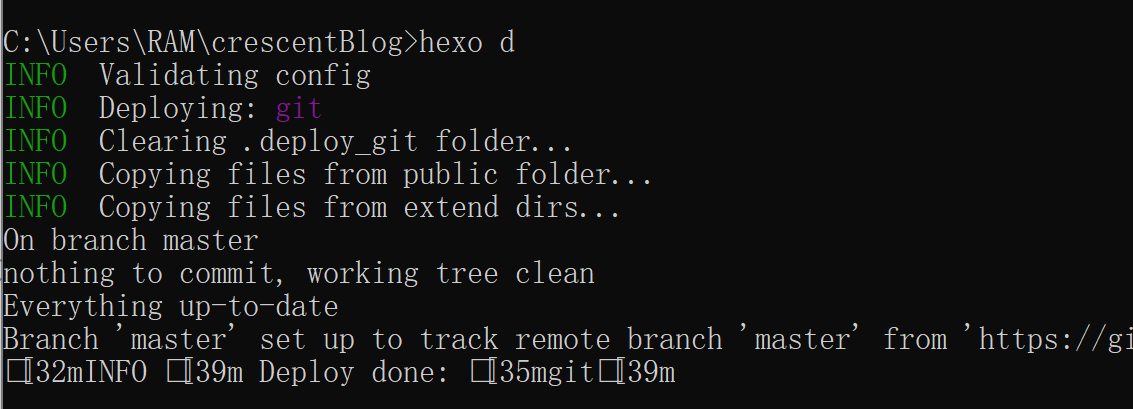 C:\Users\RAM\crescentBlog>hexo d
INFO  Validating config
INFO  Deploying: git
INFO  Clearing .deploy_git folder...
INFO  Copying files from public folder...
INFO  Copying files from extend dirs...
On branch master
nothing to commit, working tree clean
Everything up-to-date
Branch 'master' set up to track remote branch 'master' from 'https://gi
□[32mINFO □[39m Deploy done: □[35mgit□[39m